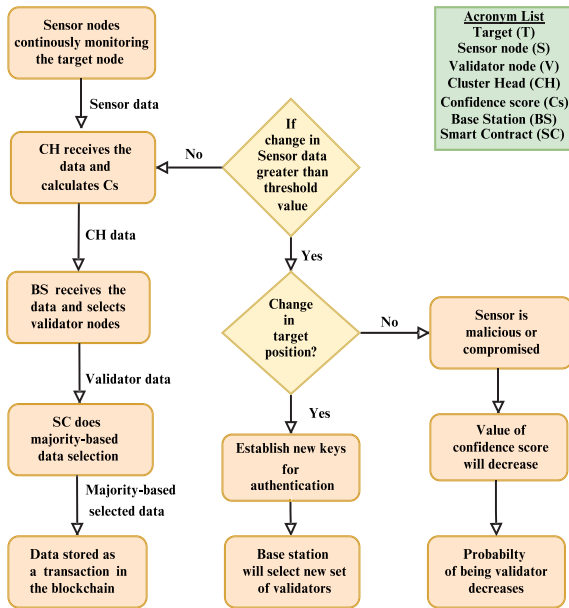 Sensor nodes
continously monitoring
the target node
Sensor data
CH receives the
data and
calculates Cs
CH data
BS receives the
data and selects
validator nodes
Validator data
SC does
majority-based
data selection
Majority-based
selected data
Data stored as
a transaction in
the blockchain
If
change in
Sensor data
greater than
threshold
value
No
Yes
Change
in
target
position?
No
Yes
Establish new keys
for
authentication
Base station
will select new set
of validators
Sensor is
malicious or
compromised
Value of
confidence score
will decrease
Probabilty
of being validator
decreases
Acronym List
Target (T)
Sensor node (S)
Validator node (V)
Cluster Head (CH)
Confidence score (Cs)
Base Station (BS)
Smart Contract (SC)